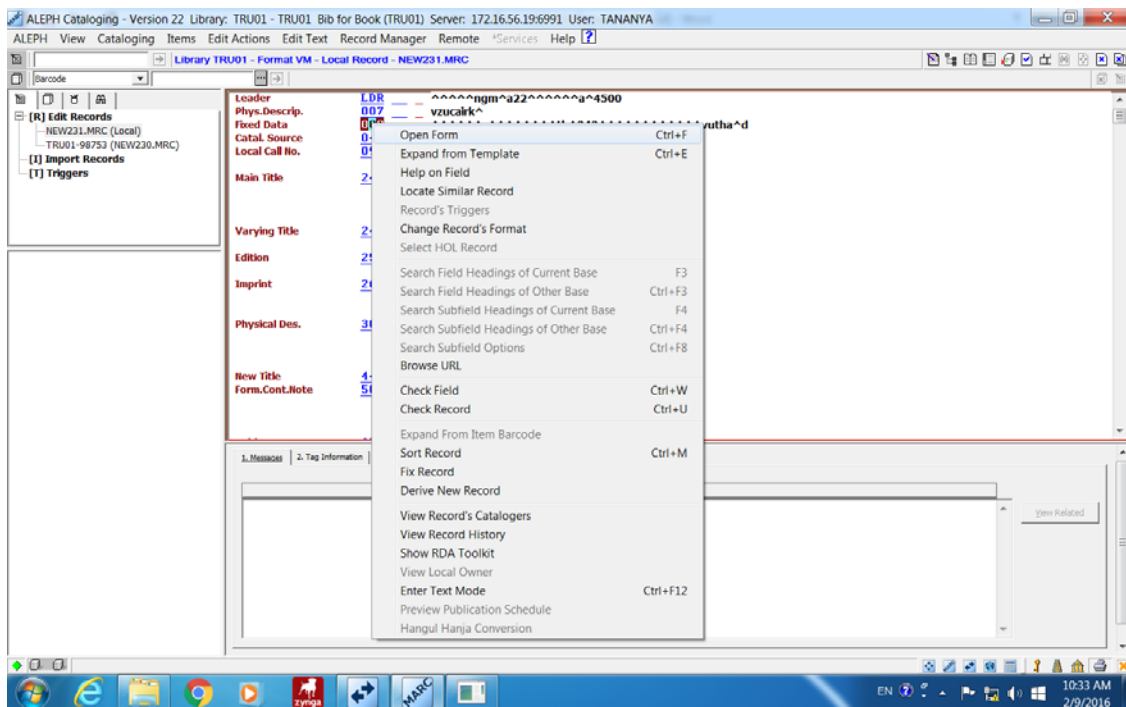 ALEPH Cataloging - Version 22 Library: TRU01 - TRU01 Bib for Book (TRU01) Server: 172.16.56.19:6991 User: TANANYA
ALEPH View Cataloging Items Edit Actions Edit Text Record Manager Remote *Services Help ?
Library TRU01 - Format VM - Local Record - NEW231.MRC
Barcode
[R] Edit Records
NEW231.MRC (Local)
TRU01-98753 (NEW230.MRC)
[I] Import Records
[T] Triggers
Leader LDR __ _ ^^^^^ngm^a22^^^^^^a^4500
Phys.Descrip. 007 __ _ vzucairk^
Fixed Data
Catal. Source
Local Call No.
Main Title
Varying Title
Edition
Imprint
Physical Des.
New Title
Form.Cont.Note
Open Form Ctrl+F
Expand from Template Ctrl+E
Help on Field
Locate Similar Record
Record's Triggers
Change Record's Format
Select HOL Record
Search Field Headings of Current Base F3
Search Field Headings of Other Base Ctrl+F3
Search Subfield Headings of Current Base F4
Search Subfield Headings of Other Base Ctrl+F4
Search Subfield Options Ctrl+F8
Browse URL
Check Field Ctrl+W
Check Record Ctrl+U
Expand From Item Barcode
Sort Record Ctrl+M
Fix Record
Derive New Record
View Record's Catalogers
View Record History
Show RDA Toolkit
View Local Owner
Enter Text Mode Ctrl+F12
Preview Publication Schedule
Hangul Hanja Conversion
1. Messages 2. Tag Information
View Related
zynga
MARC
EN
10:33 AM
2/9/2016